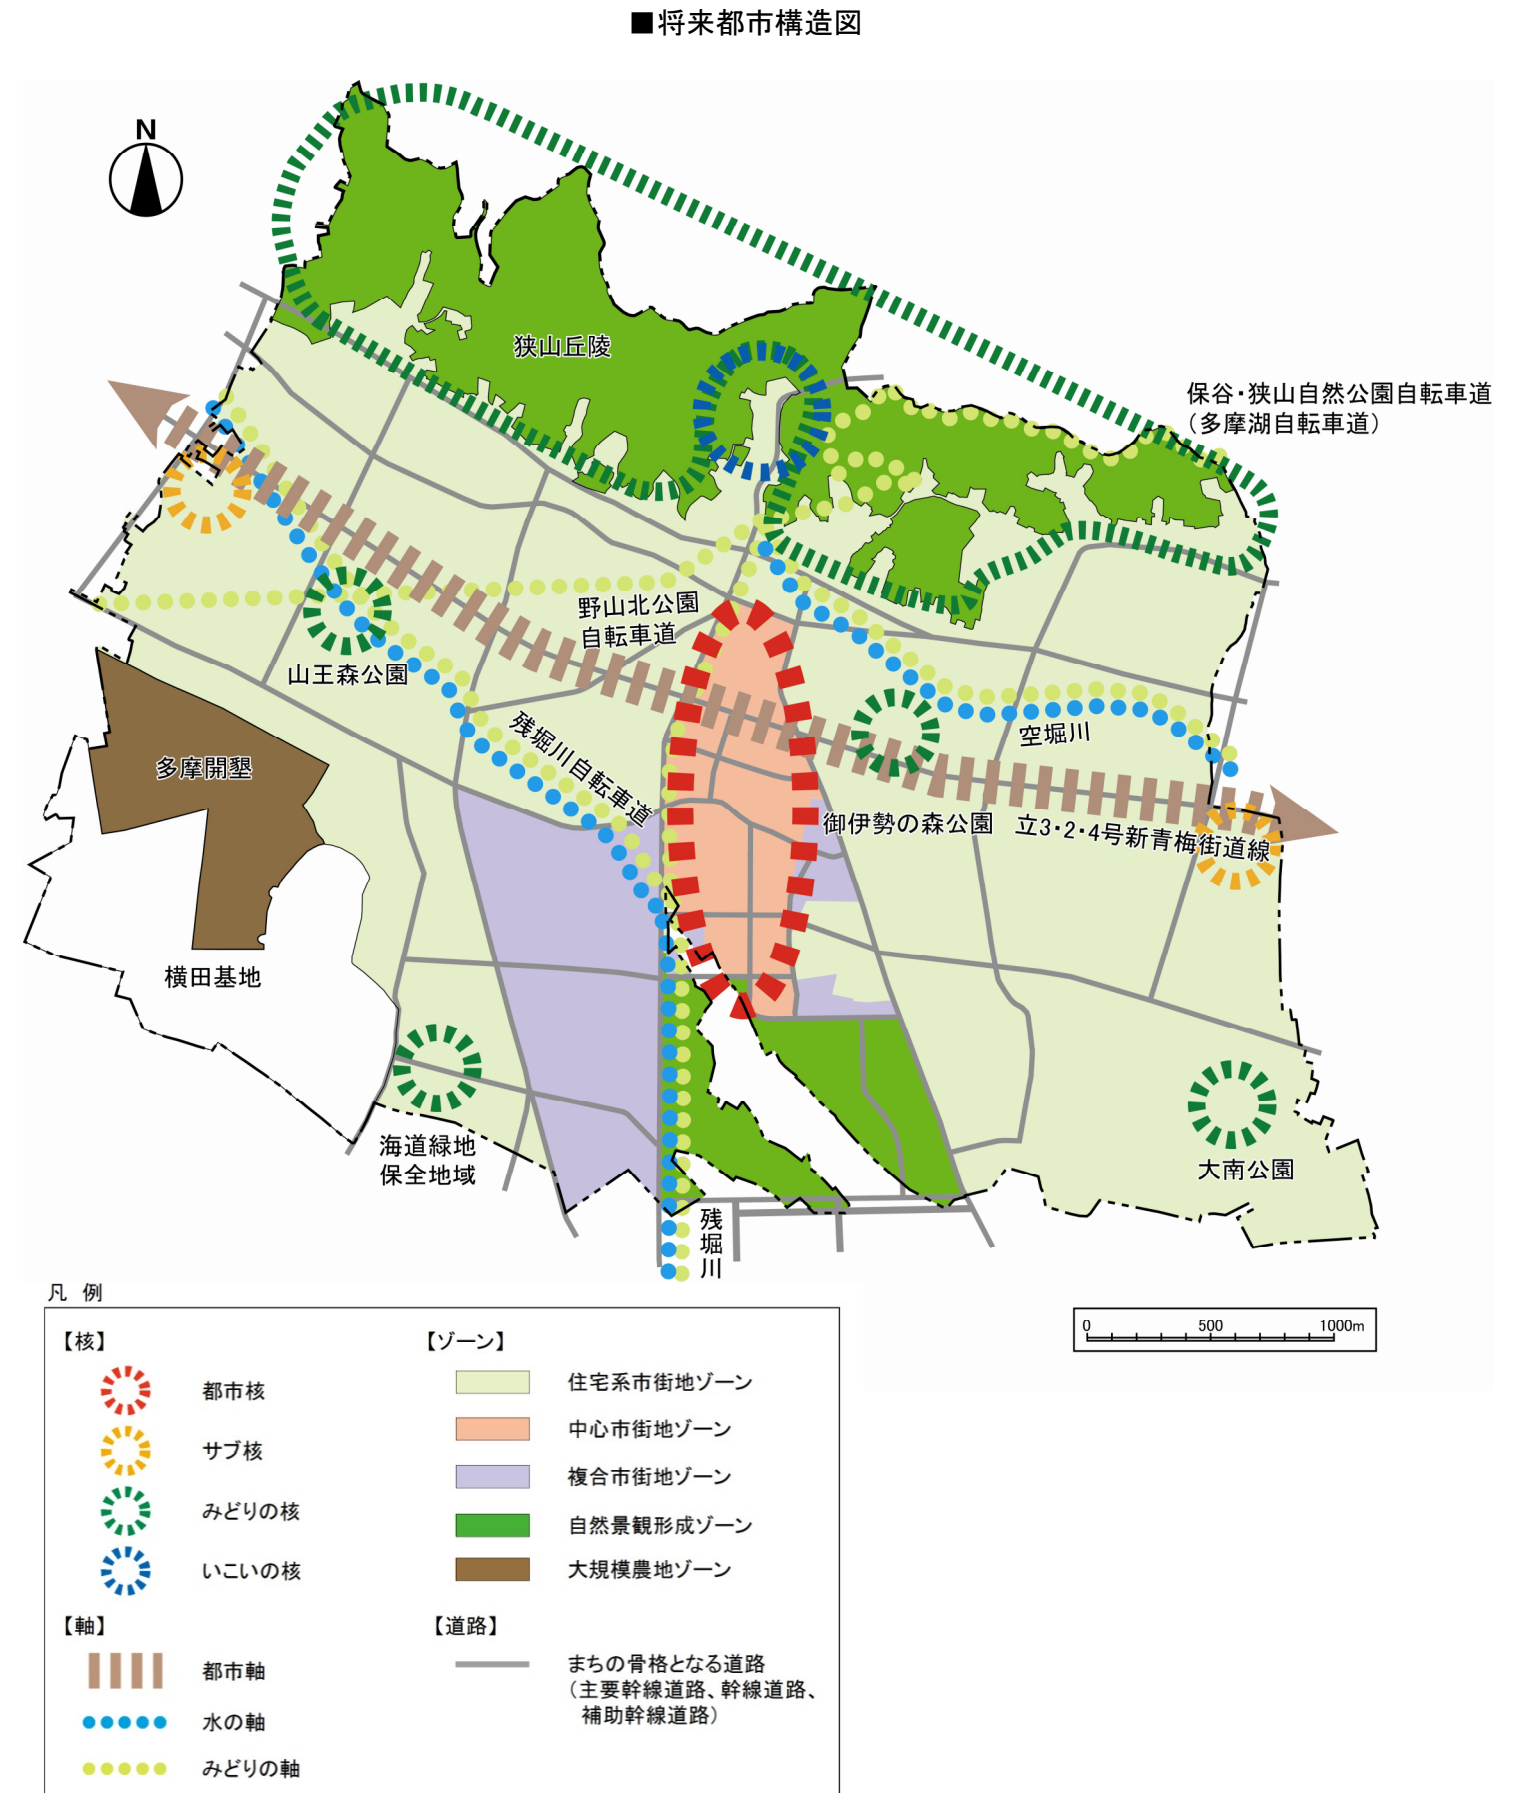 ■将来都市構造図
N
狭山丘陵
保谷・狭山自然公園自転車道
（多摩湖自転車道）
野山北公園
自転車道
山王森公園
残堀川自転車道
空堀川
多摩開墾
御伊勢の森公園
立3・2・4号新青梅街道線
横田基地
海道緑地
保全地域
大南公園
残堀川
凡 例
0 500 1000m
【核】
都市核
サブ核
みどりの核
いこいの核
【軸】
都市軸
水の軸
みどりの軸
【ゾーン】
住宅系市街地ゾーン
中心市街地ゾーン
複合市街地ゾーン
自然景観形成ゾーン
大規模農地ゾーン
【道路】
まちの骨格となる道路
（主要幹線道路、幹線道路、
補助幹線道路）